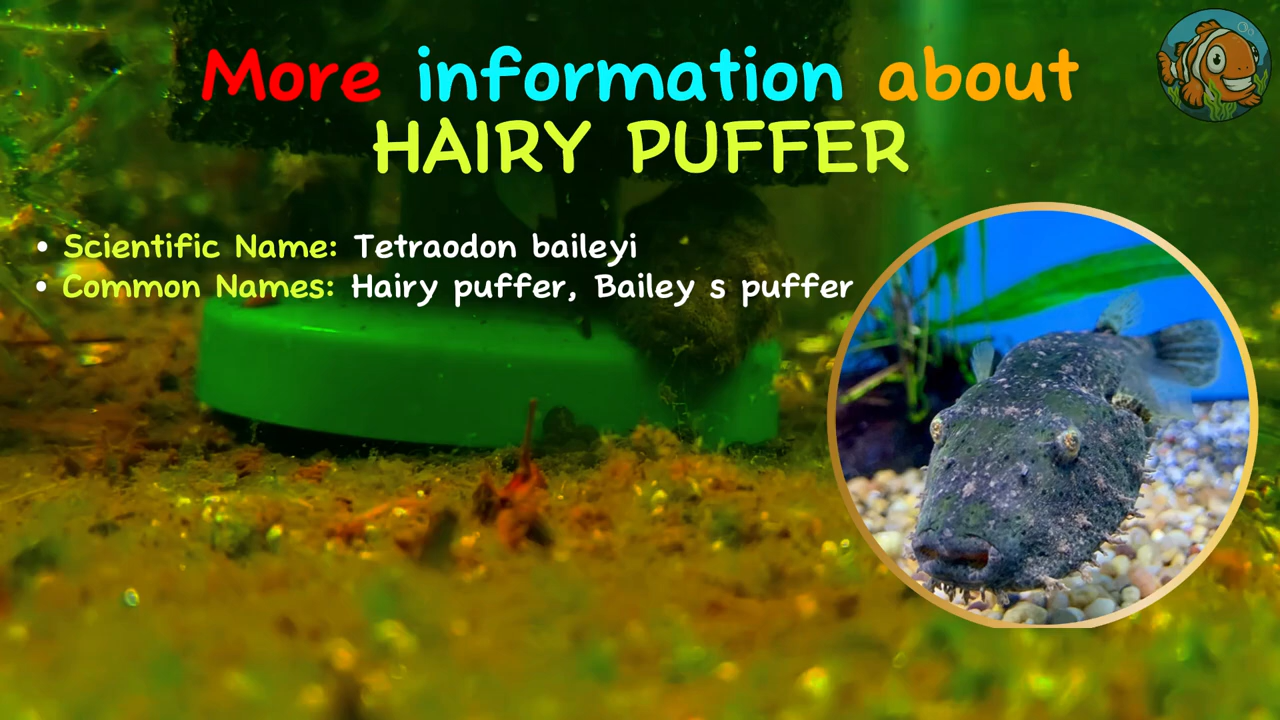 More information about
HAIRY PUFFER
• Scientific Name: Tetraodon baileyi
• Common Names: Hairy puffer, Bailey s puffer